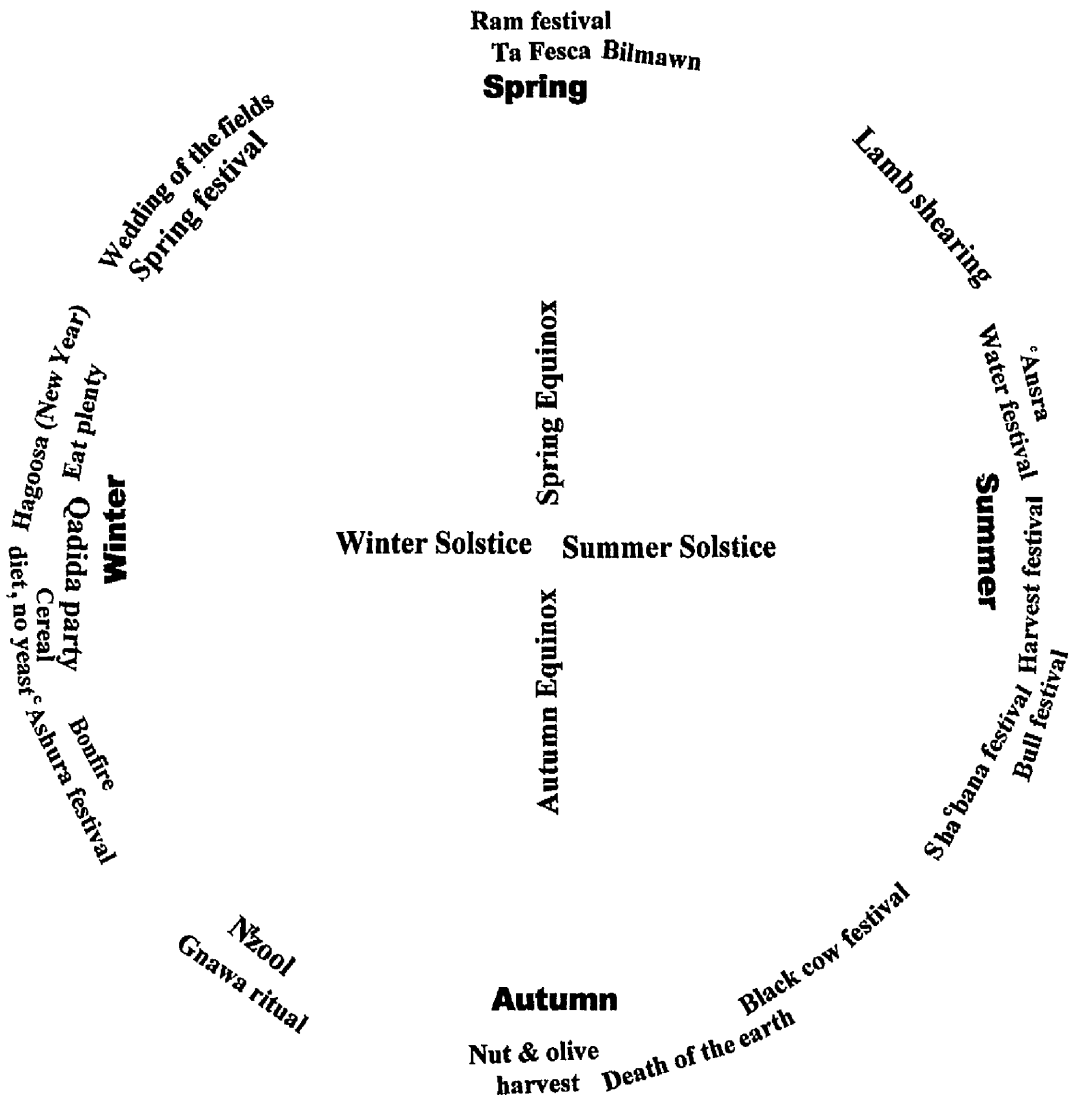 Ram festival
Ta Fesca Bilmawn
Spring
Wedding of the fields
Spring festival
Lamb shearing
ᶜAnsra
Water festival
Summer
Harvest festival
Bull festival
Shaᶜbana festival
Black cow festival
Death of the earth
Autumn
Nut & olive
harvest
Nzool
Gnawa ritual
ᶜAshura festival
Bonfire
Cereal
diet, no yeast
Qadida party
Winter
Eat plenty
Hagoosa (New Year)
Spring Equinox
Winter Solstice
Summer Solstice
Autumn Equinox